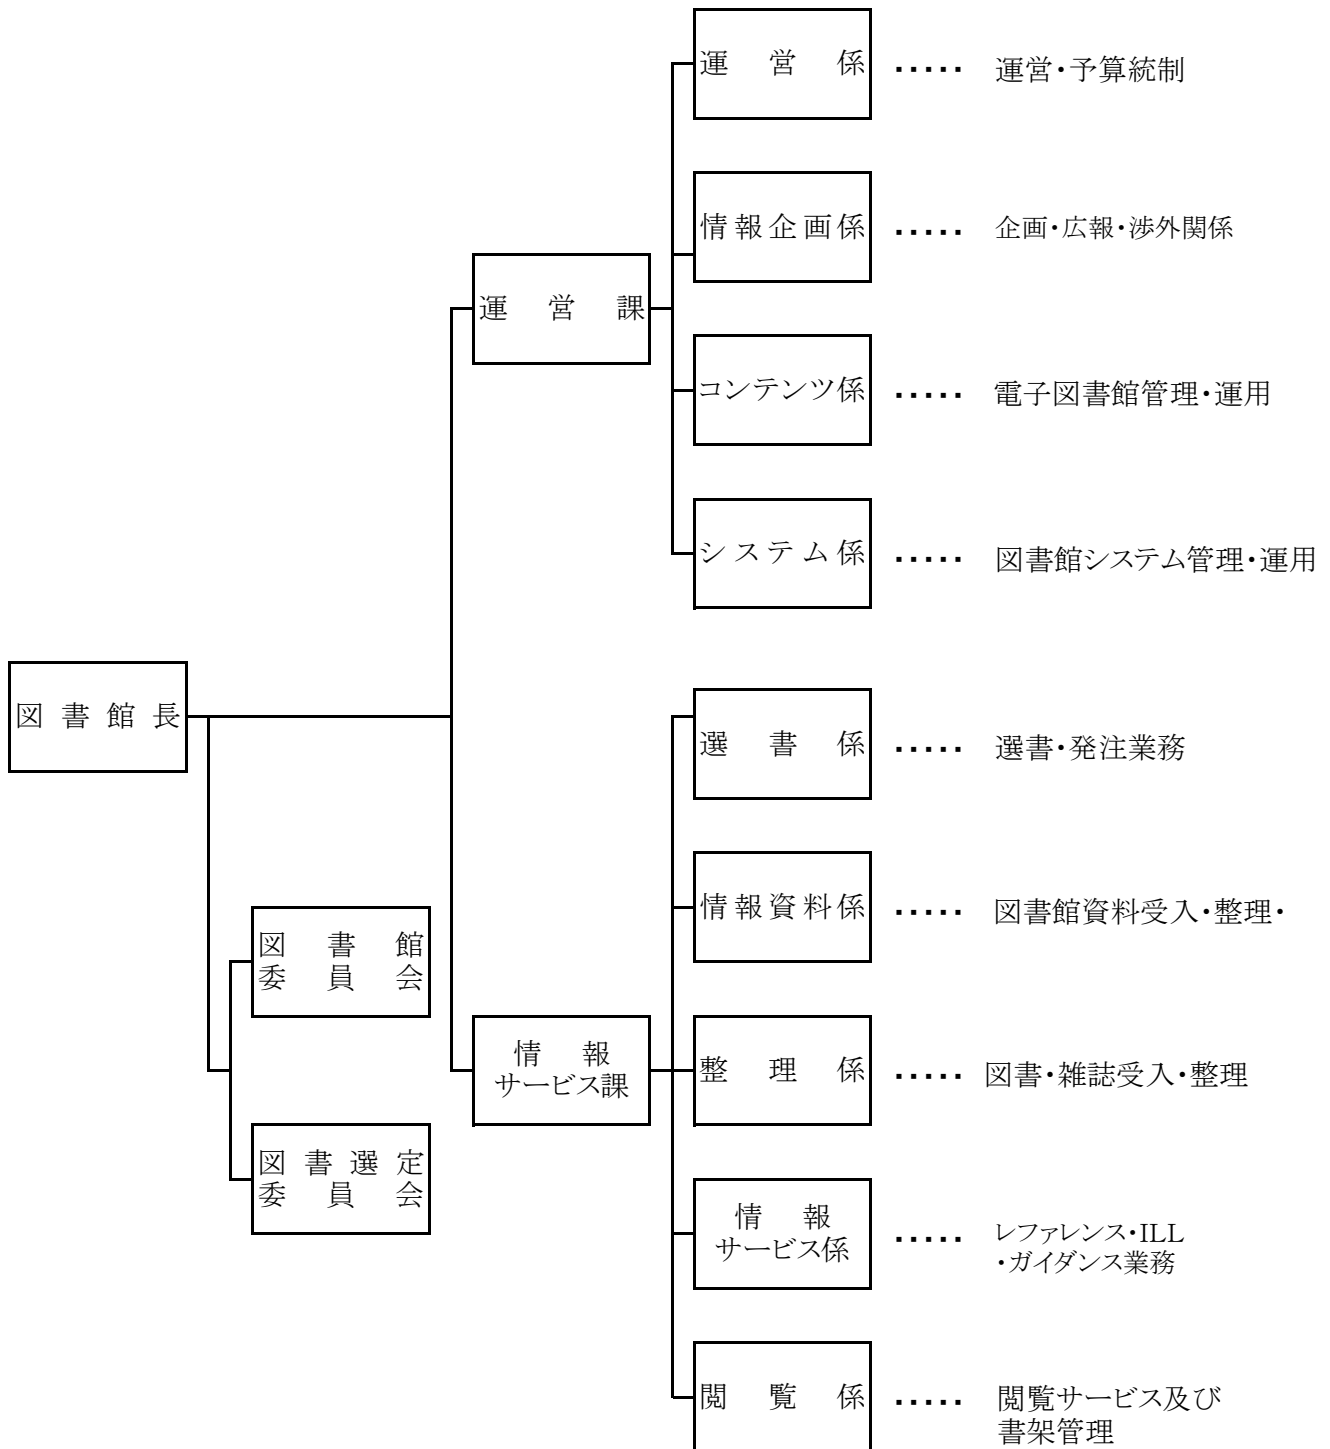 運営係 ・・・・・ 運営・予算統制
情報企画係 ・・・・・ 企画・広報・渉外関係
運営課
コンテンツ係 ・・・・・ 電子図書館管理・運用
システム係 ・・・・・ 図書館システム管理・運用
図書館長
選書係 ・・・・・ 選書・発注業務
情報資料係 ・・・・・ 図書館資料受入・整理・
図書館
委員会
情報
サービス課
整理係 ・・・・・ 図書・雑誌受入・整理
図書選定
委員会
情報
サービス係 ・・・・・ レファレンス・ILL
・ガイダンス業務
閲覧係 ・・・・・ 閲覧サービス及び
書架管理